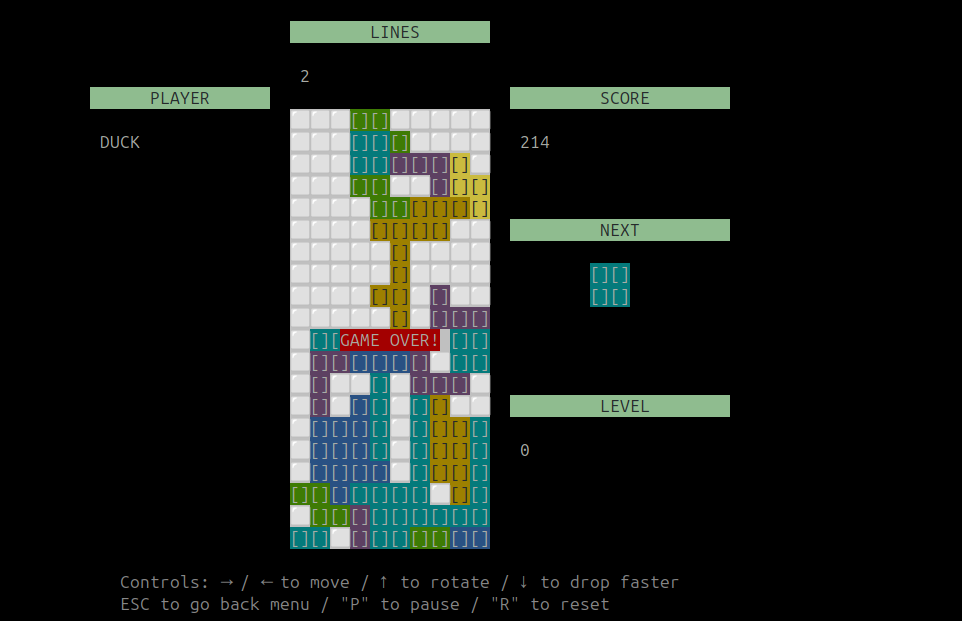 LINES
2
PLAYER
DUCK
SCORE
214
NEXT
GAME OVER!
LEVEL
0
Controls: → / ← to move / ↑ to rotate / ↓ to drop faster
ESC to go back menu / "P" to pause / "R" to reset